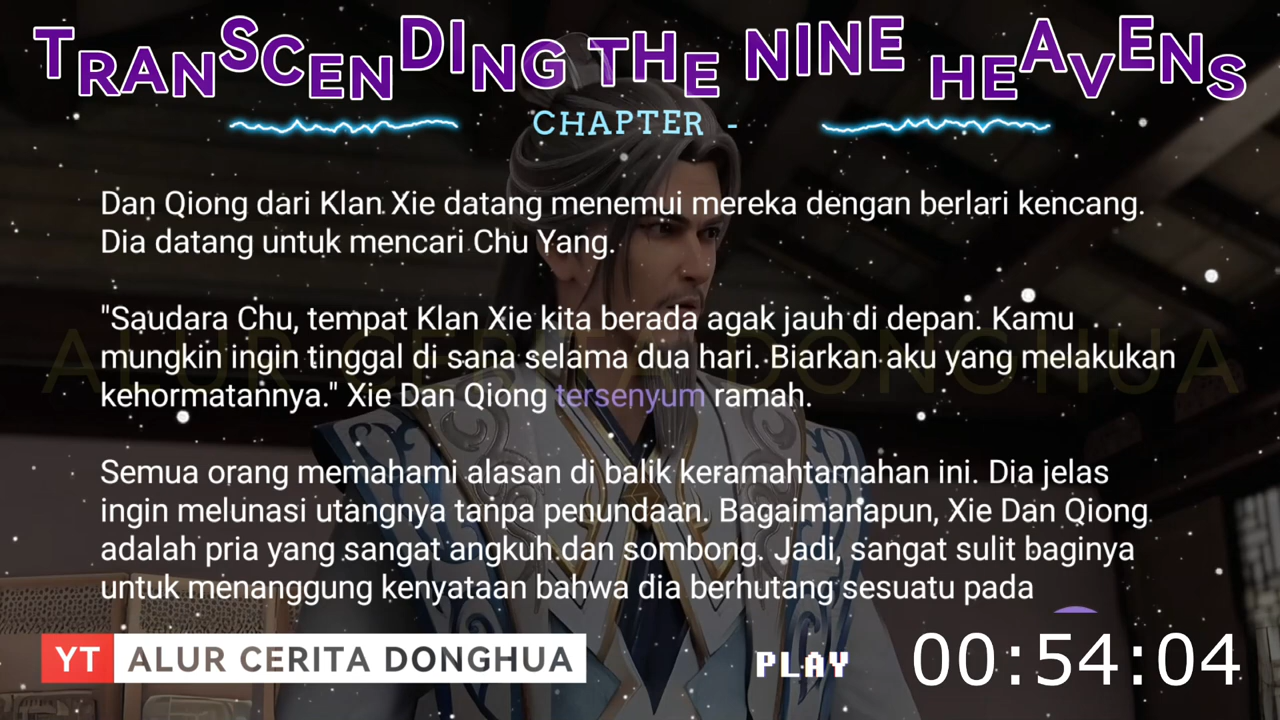 TRANSCENDING THE NINE HEAVENS
CHAPTER -
Dan Qiong dari Klan Xie datang menemui mereka dengan berlari kencang.
Dia datang untuk mencari Chu Yang.
"Saudara Chu, tempat Klan Xie kita berada agak jauh di depan. Kamu
mungkin ingin tinggal di sana selama dua hari. Biarkan aku yang melakukan
kehormatannya." Xie Dan Qiong tersenyum ramah.
Semua orang memahami alasan di balik keramahtamahan ini. Dia jelas
ingin melunasi utangnya tanpa penundaan. Bagaimanapun, Xie Dan Qiong
adalah pria yang sangat angkuh dan sombong. Jadi, sangat sulit baginya
untuk menanggung kenyataan bahwa dia berhutang sesuatu pada
ALUR CERITA DONGHUA
YT ALUR CERITA DONGHUA
PLAY
00:54:04